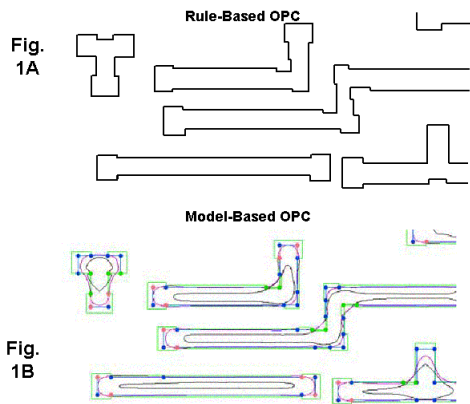 Rule-Based OPC
Fig.
1A
Model-Based OPC
Fig.
1B